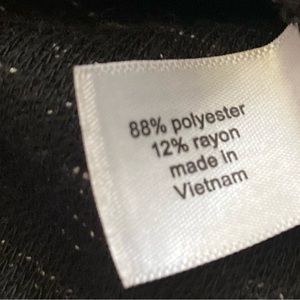 88% polyester
12% rayon
made in
Vietnam